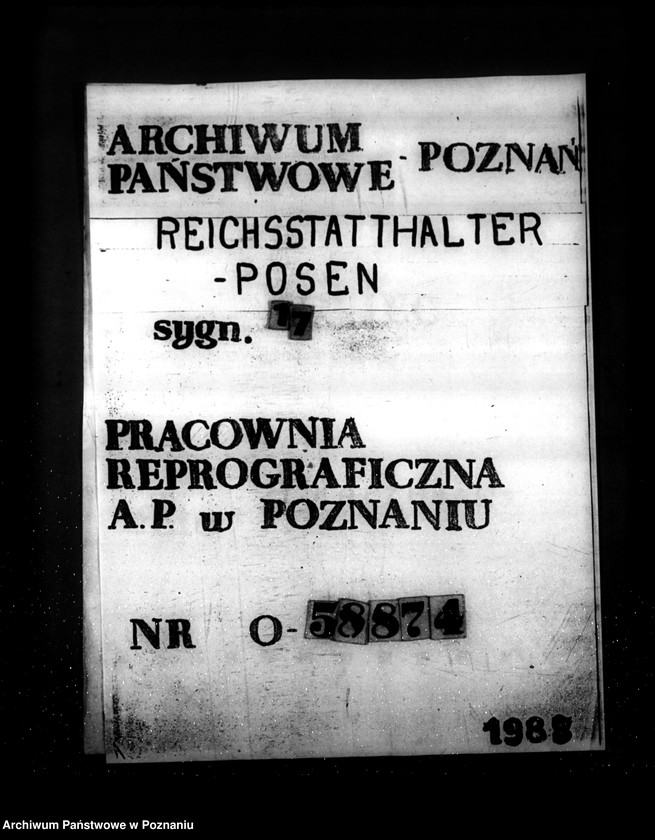 ARCHIWUM
PAŃSTWOWE - POZNAŃ
REICHSSTATTHALTER
-POSEN
sygn. 17
PRACOWNIA
REPROGRAFICZNA
A.P. w POZNANIU
NR O-58874
1988
Archiwum Państwowe w Poznaniu